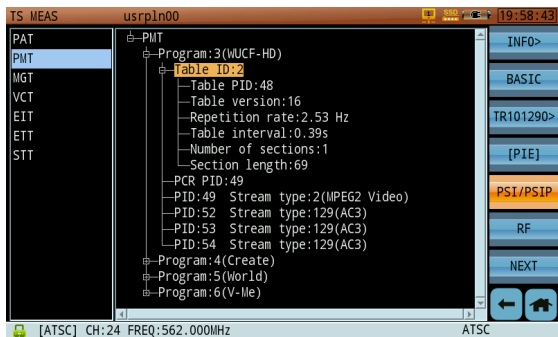 TS MEAS usrpln00 SSD 19:58:43
PAT
PMT
MGT
VCT
EIT
ETT
STT
PMT
Program:3(WUCF-HD)
Table ID:2
Table PID:48
Table version:16
Repetition rate:2.53 Hz
Table interval:0.39s
Number of sections:1
Section length:69
PCR PID:49
PID:49 Stream type:2(MPEG2 Video)
PID:52 Stream type:129(AC3)
PID:53 Stream type:129(AC3)
PID:54 Stream type:129(AC3)
Program:4(Create)
Program:5(World)
Program:6(V-Me)
INFO>
BASIC
TR101290>
[PIE]
PSI/PSIP
RF
NEXT
[ATSC] CH:24 FREQ:562.000MHz ATSC